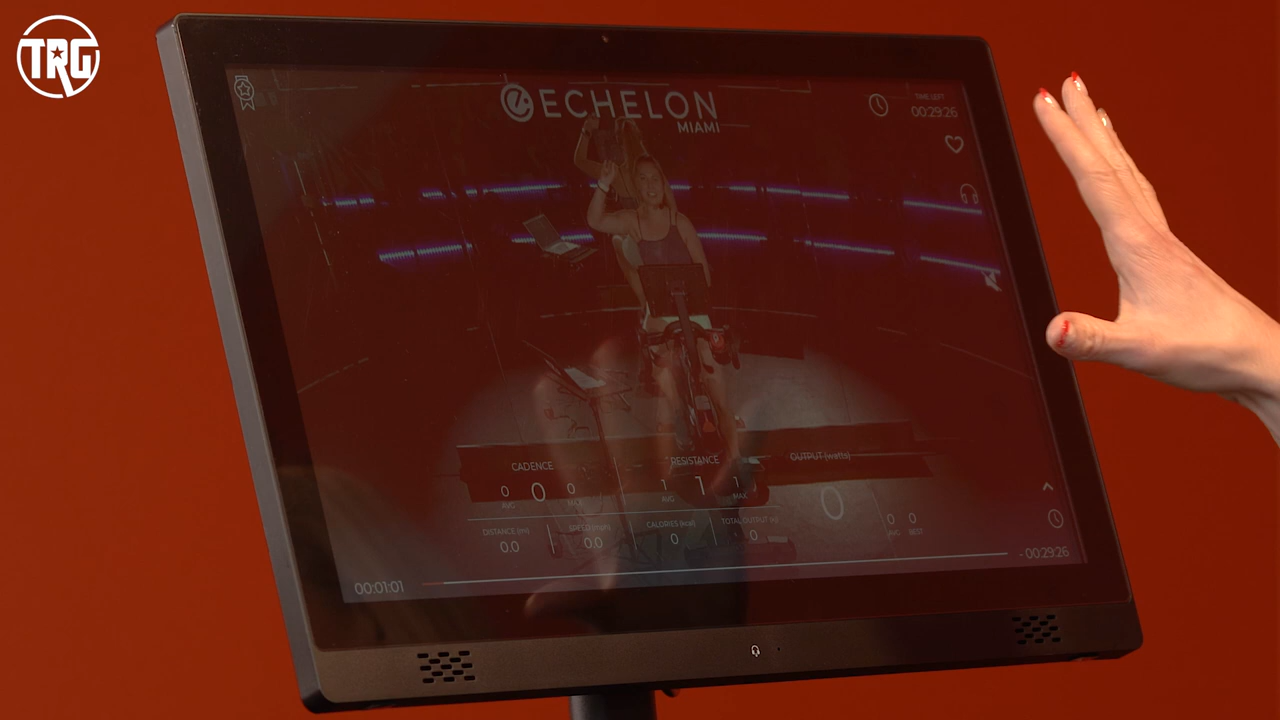 TRG
ECHELON
MIAMI
TIME LEFT
00:29:26
CADENCE
0 0 0
AVG MAX
RESISTANCE
1 1 1
AVG MAX
OUTPUT (watts)
0
0 0
AVG BEST
DISTANCE (mi)
0.0
SPEED (mph)
0.0
CALORIES (kcal)
0
TOTAL OUTPUT (kJ)
0
00:01:01
- 00:29:26